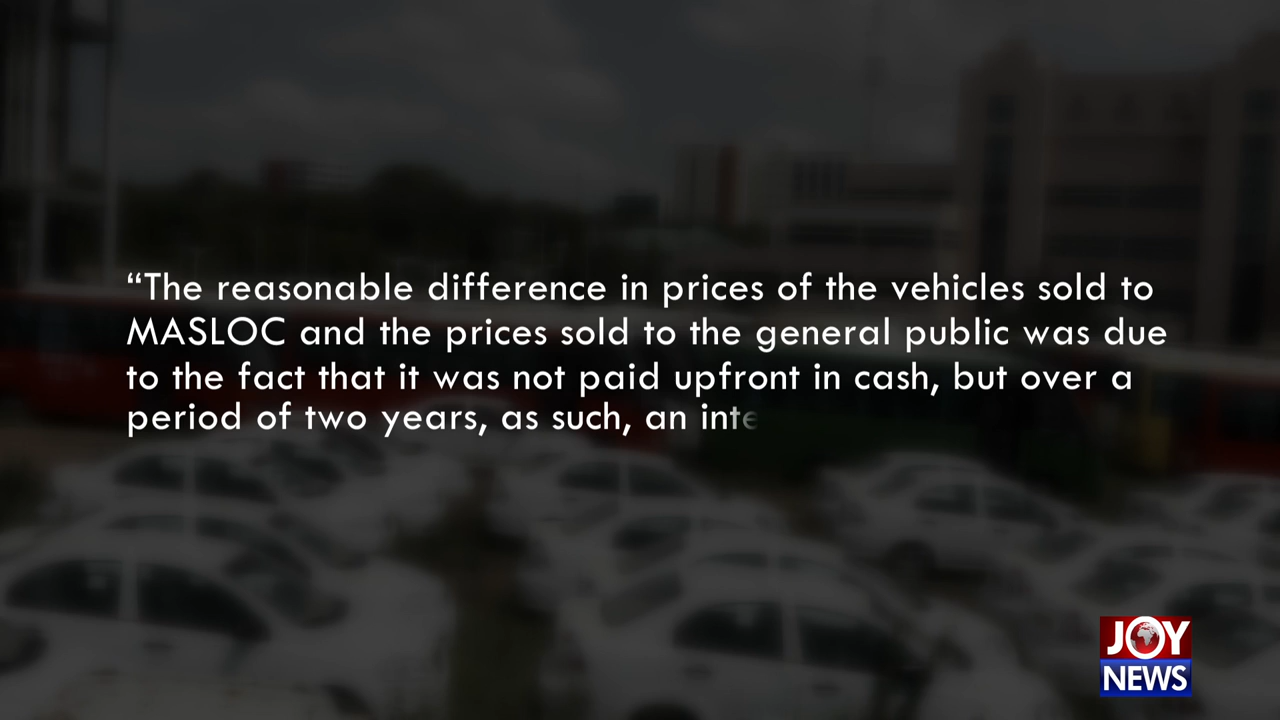 “The reasonable difference in prices of the vehicles sold to
MASLOC and the prices sold to the general public was due
to the fact that it was not paid upfront in cash, but over a
period of two years, as such, an inte
JOY
NEWS